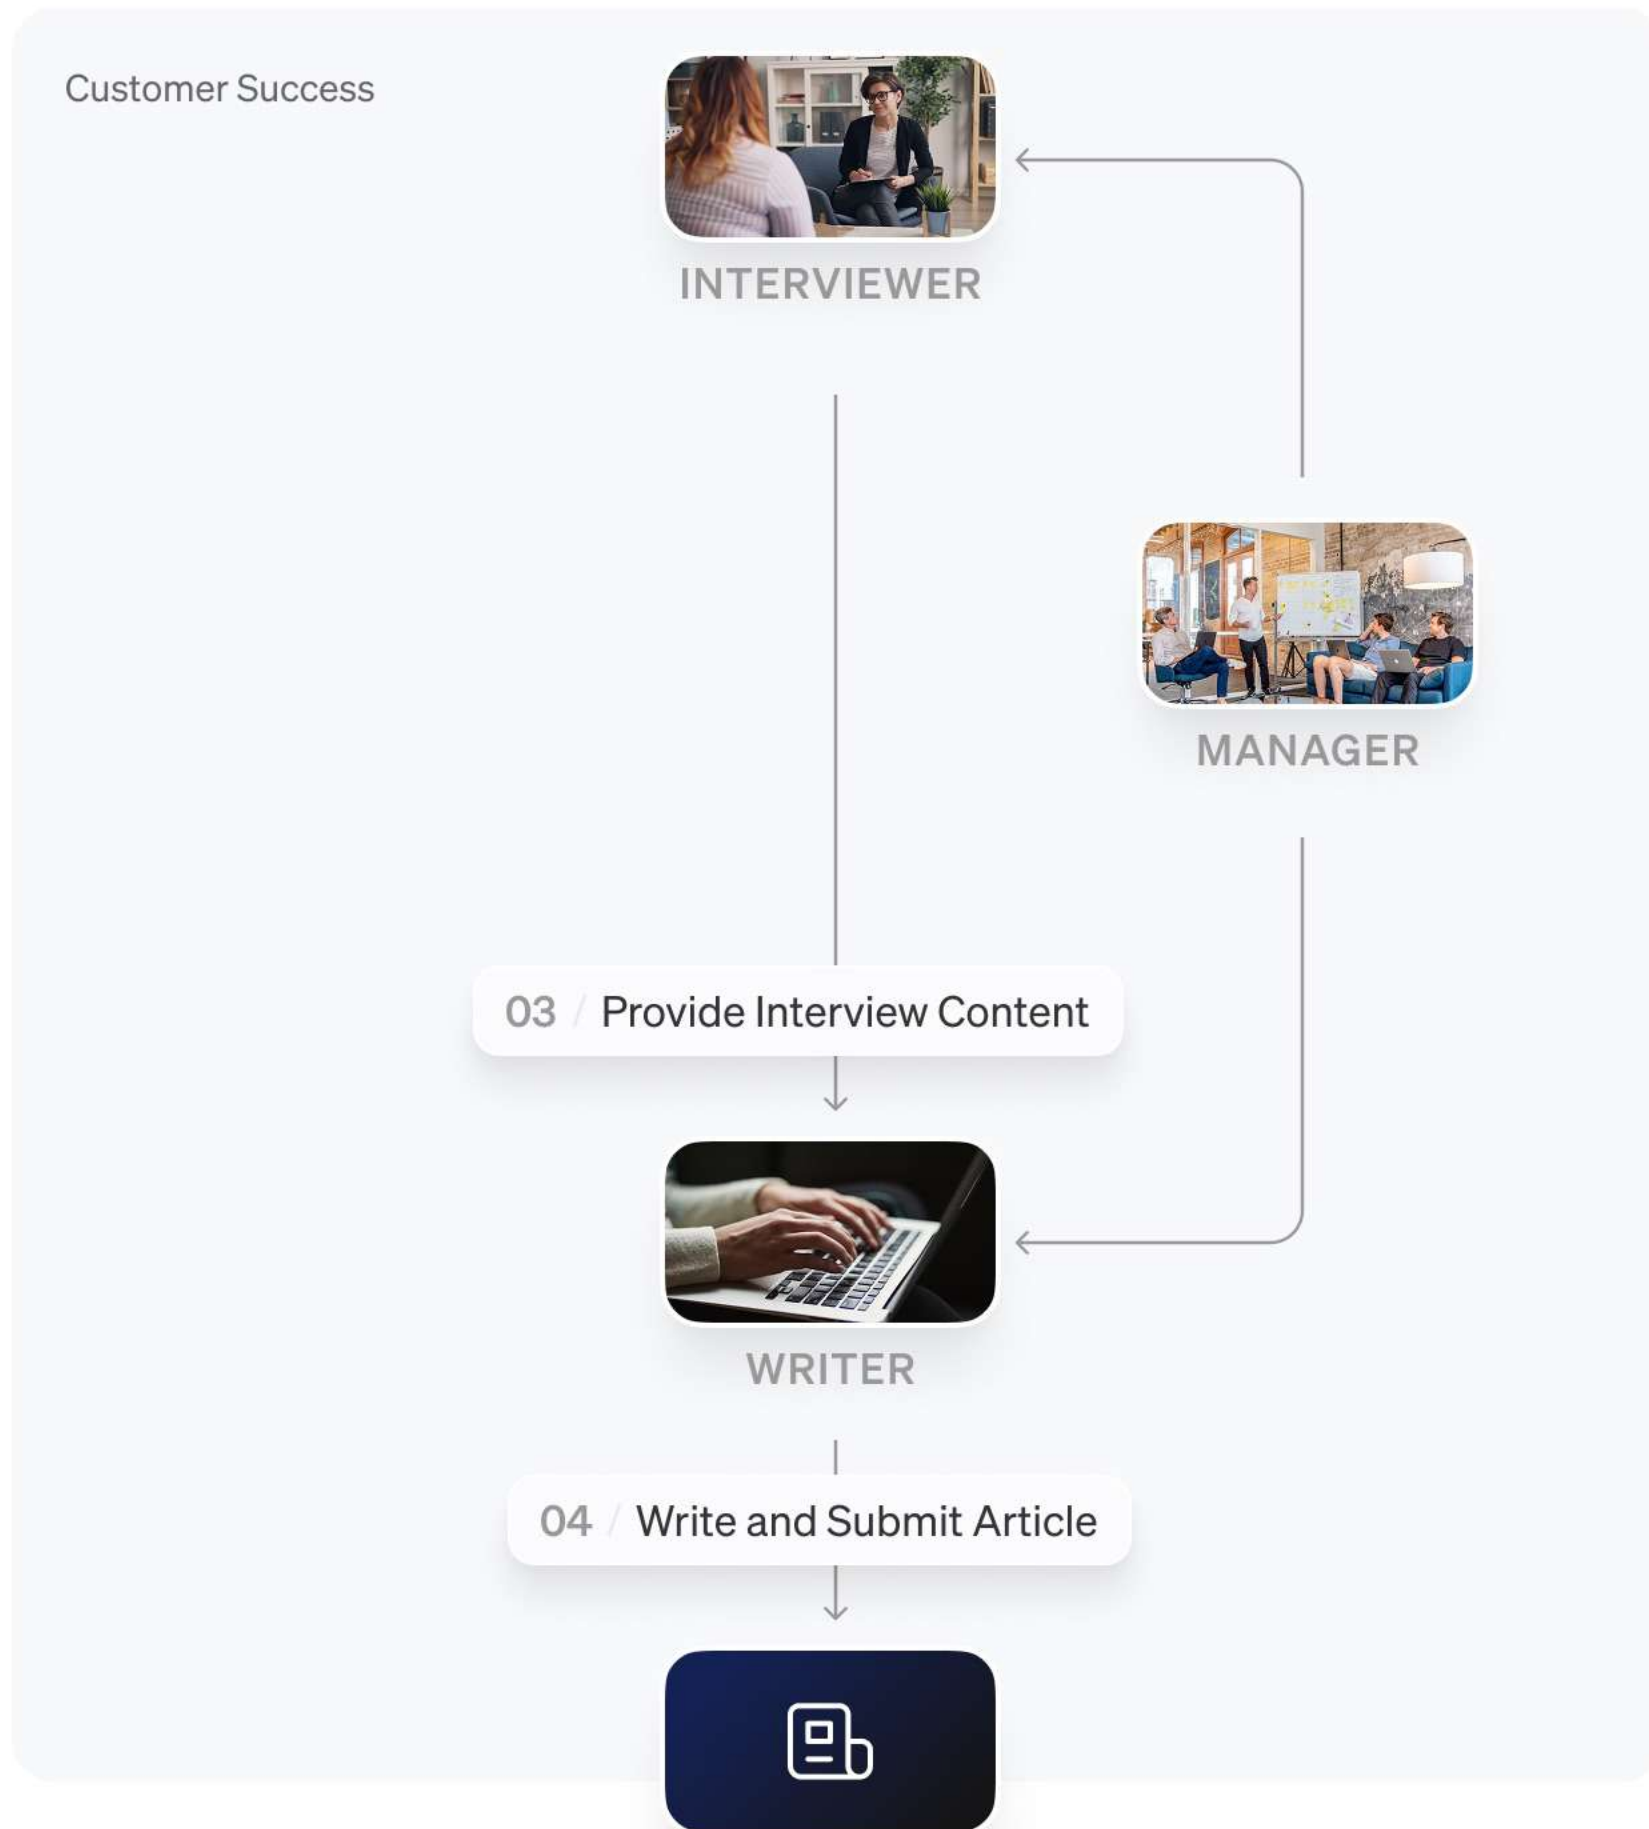 Customer Success
INTERVIEWER
MANAGER
03 / Provide Interview Content
WRITER
04 / Write and Submit Article